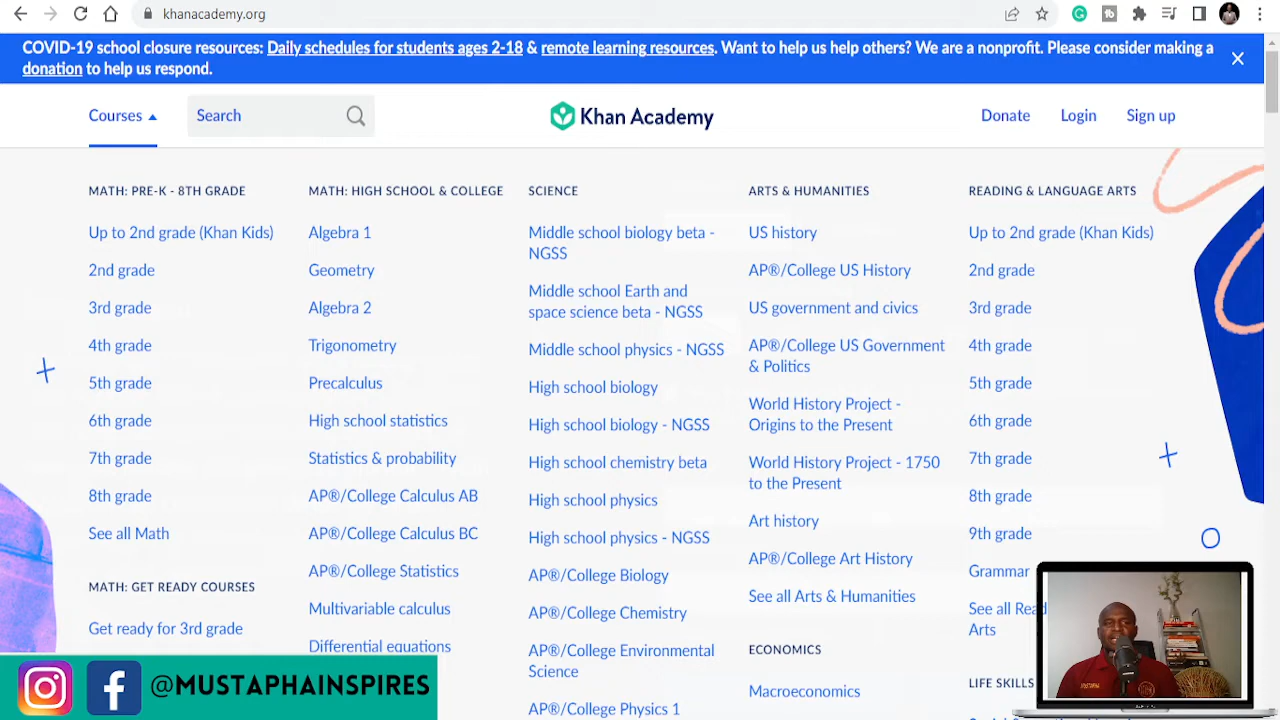 khanacademy.org
COVID-19 school closure resources: Daily schedules for students ages 2-18 & remote learning resources. Want to help us help others? We are a nonprofit. Please consider making a
donation to help us respond.
Courses
Search
Khan Academy
Donate
Login
Sign up
MATH: PRE-K - 8TH GRADE
Up to 2nd grade (Khan Kids)
2nd grade
3rd grade
4th grade
5th grade
6th grade
7th grade
8th grade
See all Math
MATH: GET READY COURSES
Get ready for 3rd grade
MATH: HIGH SCHOOL & COLLEGE
Algebra 1
Geometry
Algebra 2
Trigonometry
Precalculus
High school statistics
Statistics & probability
AP®/College Calculus AB
AP®/College Calculus BC
AP®/College Statistics
Multivariable calculus
Differential equations
SCIENCE
Middle school biology beta -
NGSS
Middle school Earth and
space science beta - NGSS
Middle school physics - NGSS
High school biology
High school biology - NGSS
High school chemistry beta
High school physics
High school physics - NGSS
AP®/College Biology
AP®/College Chemistry
AP®/College Environmental
Science
AP®/College Physics 1
ARTS & HUMANITIES
US history
AP®/College US History
US government and civics
AP®/College US Government
& Politics
World History Project -
Origins to the Present
World History Project - 1750
to the Present
Art history
AP®/College Art History
See all Arts & Humanities
ECONOMICS
Macroeconomics
READING & LANGUAGE ARTS
Up to 2nd grade (Khan Kids)
2nd grade
3rd grade
4th grade
5th grade
6th grade
7th grade
8th grade
9th grade
Grammar
See all Read
Arts
LIFE SKILLS
@MUSTAPHAINSPIRES